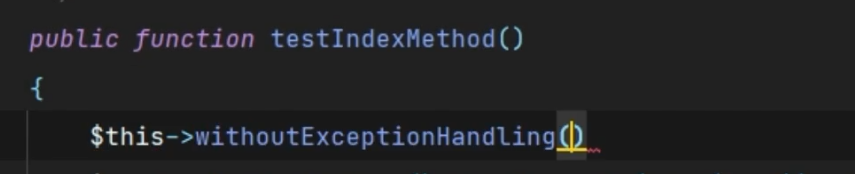 public function testIndexMethod()
{
$this->withoutExceptionHandling()